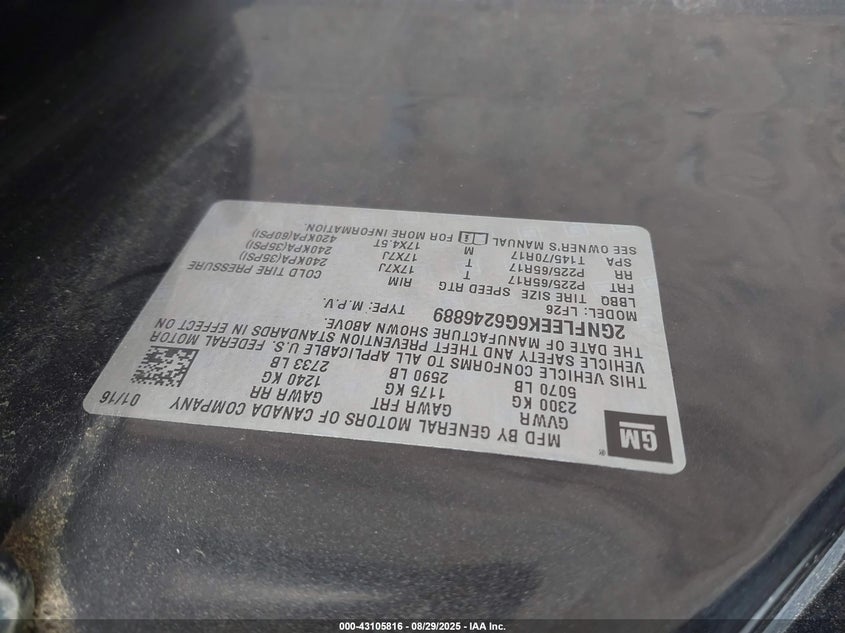 GM
®
MFD BY GENERAL MOTORS OF CANADA COMPANY
01/16
GVWR GAWR FRT GAWR RR
2300 KG 1175 KG 1240 KG
5070 LB 2590 LB 2733 LB
THIS VEHICLE CONFORMS TO ALL APPLICABLE U.S. FEDERAL MOTOR
VEHICLE SAFETY AND THEFT PREVENTION STANDARDS IN EFFECT ON
THE DATE OF MANUFACTURE SHOWN ABOVE.
2GNFLEEK6G6246889 TYPE: M.P.V.
MODEL: LF26
LBBQ TIRE SIZE SPEED RTG RIM COLD TIRE PRESSURE
FRT P225/65R17 T 17X7J 240KPA(35PSI)
RR P225/65R17 T 17X7J 240KPA(35PSI)
SPA T145/70R17 M 17X4.5T 420KPA(60PSI)
SEE OWNER'S MANUAL FOR MORE INFORMATION.
000-43105816 - 08/29/2025 - IAA Inc.